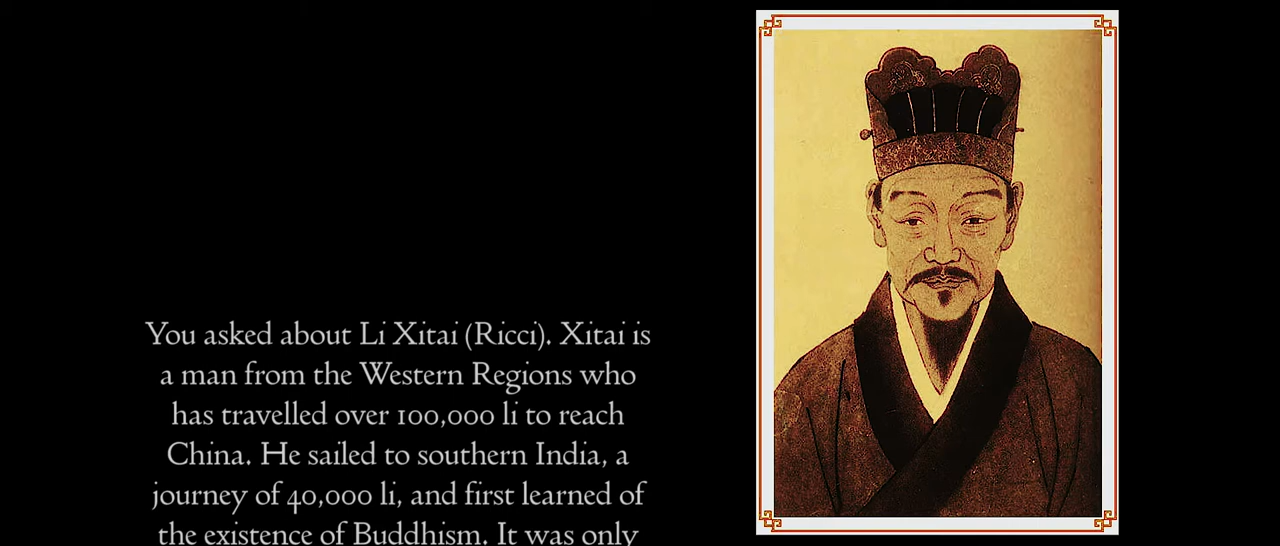 You asked about Li Xitai (Ricci). Xitai is
a man from the Western Regions who
has travelled over 100,000 li to reach
China. He sailed to southern India, a
journey of 40,000 li, and first learned of
the existence of Buddhism. It was only